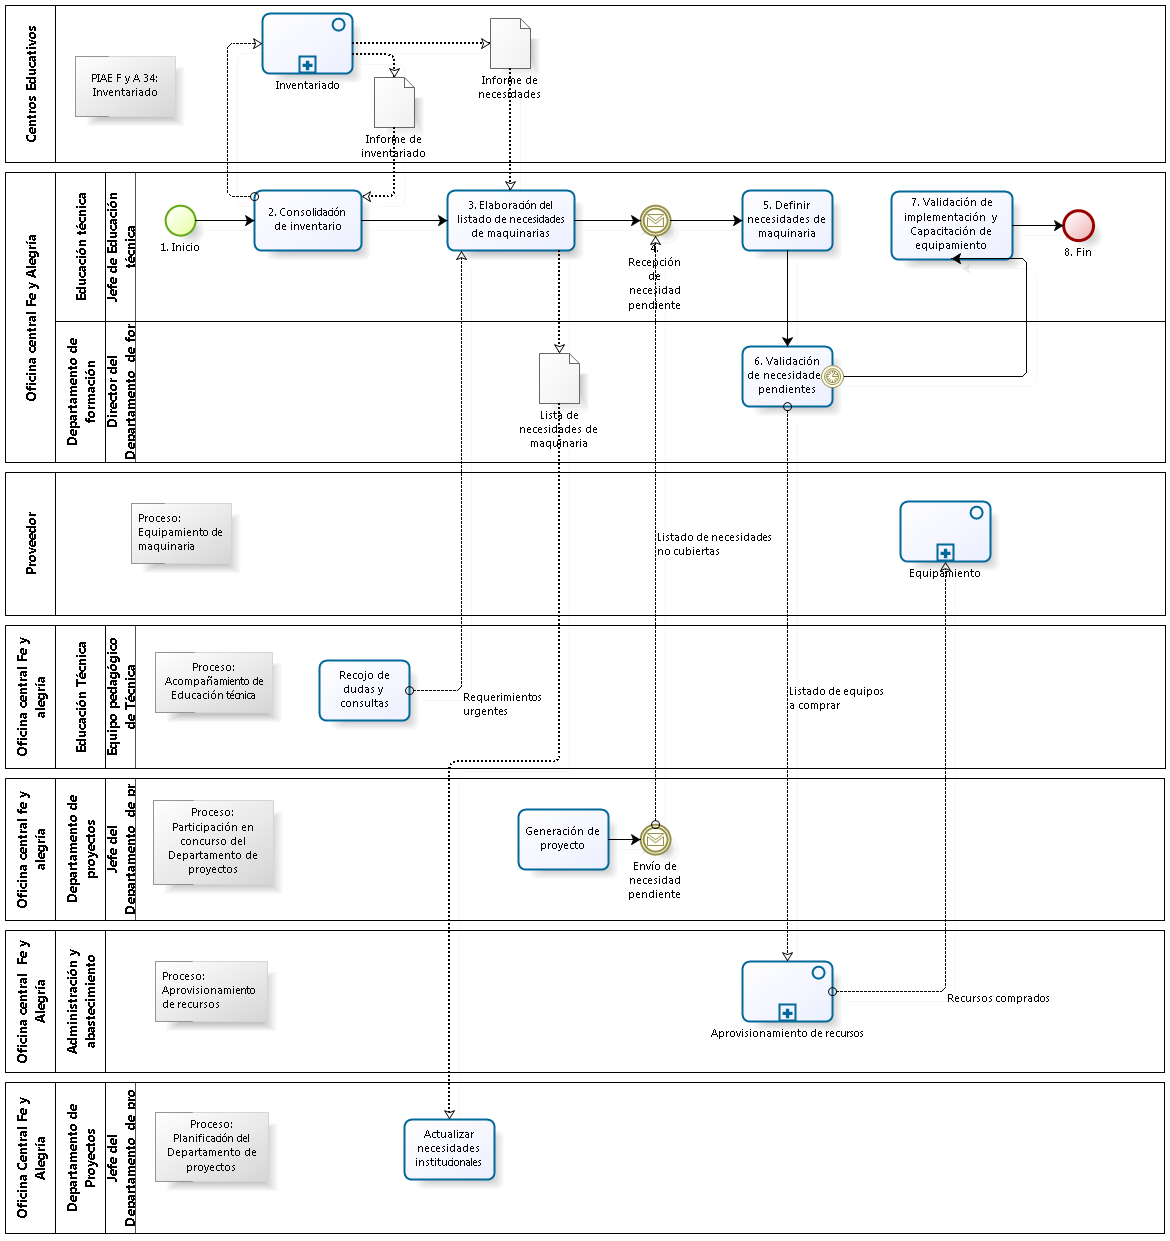 Centros Educativos
PIAE F y A 34:
Inventariado
Inventariado
Informe de
inventariado
Informe de
necesidades
Oficina central Fe y Alegría
Educación técnica
Jefe de Educación
técnica
1. Inicio
2. Consolidación
de inventario
3. Elaboración del
listado de necesidades
de maquinarias
4.
Recepción
de
necesidad
pendiente
5. Definir
necesidades de
maquinaria
7. Validación de
implementación y
Capacitación de
equipamiento
8. Fin
Departamento de
formación
Director del
Departamento de for
Lista de
necesidades de
maquinaria
6. Validación
de necesidade
pendientes
Proveedor
Proceso:
Equipamiento de
maquinaria
Listado de necesidades
no cubiertas
Equipamiento
Oficina central Fe y
alegría
Educación Técnica
Equipo pedagógico
de Técnica
Proceso:
Acompañamiento de
Educación técnica
Recojo de
dudas y
consultas
Requerimientos
urgentes
Listado de equipos
a comprar
Oficina central fe y
alegría
Departamento de
proyectos
Jefe del
Departamento de pr
Proceso:
Participación en
concurso del
Departamento de
proyectos
Generación de
proyecto
Envío de
necesidad
pendiente
Oficina central Fe y
Alegría
Administración y
abastecimiento
Proceso:
Aprovisionamiento
de recursos
Aprovisionamiento de recursos
Recursos comprados
Oficina Central Fe y
Alegría
Departamento de
Proyectos
Jefe del
Departamento de pro
Proceso:
Planificación del
Departamento de
proyectos
Actualizar
necesidades
institucionales